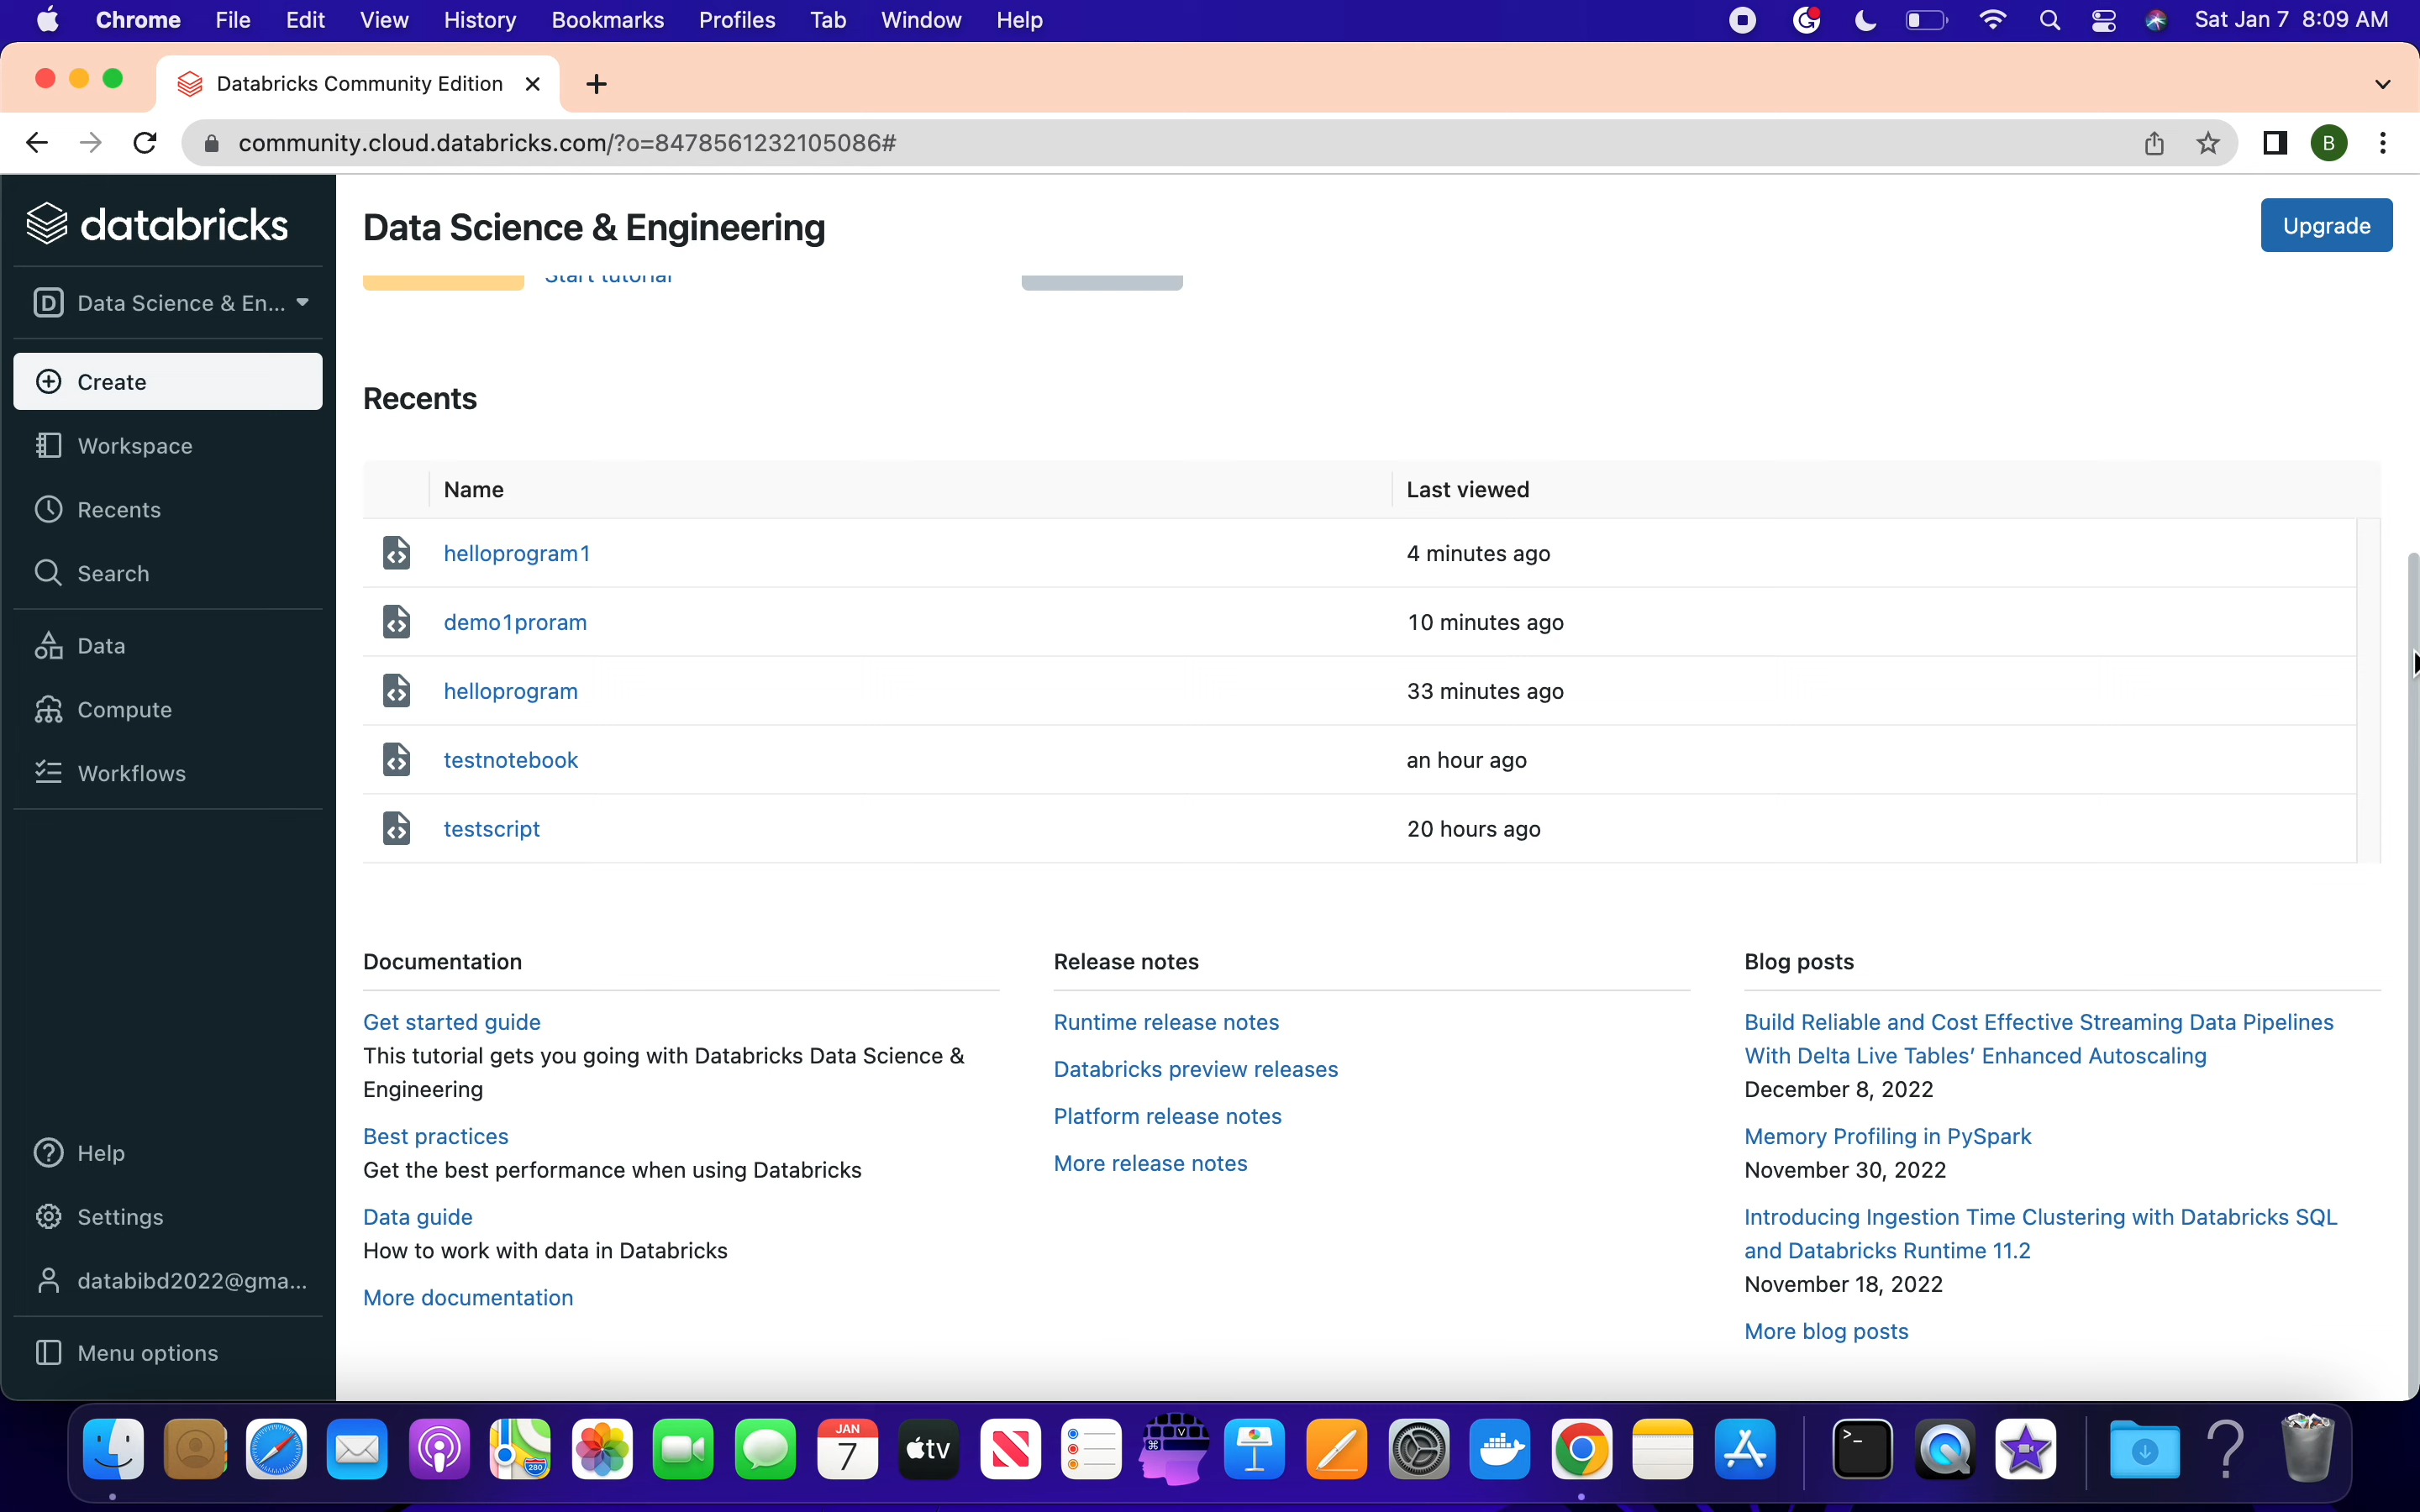 Chrome File Edit View History Bookmarks Profiles Tab Window Help Sat Jan 7 8:09 AM
Databricks Community Edition
community.cloud.databricks.com/?o=8478561232105086#
B
databricks
Data Science & Engineering
Upgrade
D Data Science & En...
Start tutorial
Create
Recents
Workspace
Name Last viewed
Recents
helloprogram1 4 minutes ago
Search
demo1proram 10 minutes ago
Data
helloprogram 33 minutes ago
Compute
testnotebook an hour ago
Workflows
testscript 20 hours ago
Documentation
Get started guide
This tutorial gets you going with Databricks Data Science &
Engineering
Best practices
Get the best performance when using Databricks
Data guide
How to work with data in Databricks
More documentation
Release notes
Runtime release notes
Databricks preview releases
Platform release notes
More release notes
Blog posts
Build Reliable and Cost Effective Streaming Data Pipelines
With Delta Live Tables' Enhanced Autoscaling
December 8, 2022
Memory Profiling in PySpark
November 30, 2022
Introducing Ingestion Time Clustering with Databricks SQL
and Databricks Runtime 11.2
November 18, 2022
More blog posts
Help
Settings
databibd2022@gma...
Menu options
280
JAN
7
tv
⌘ V
>_
?